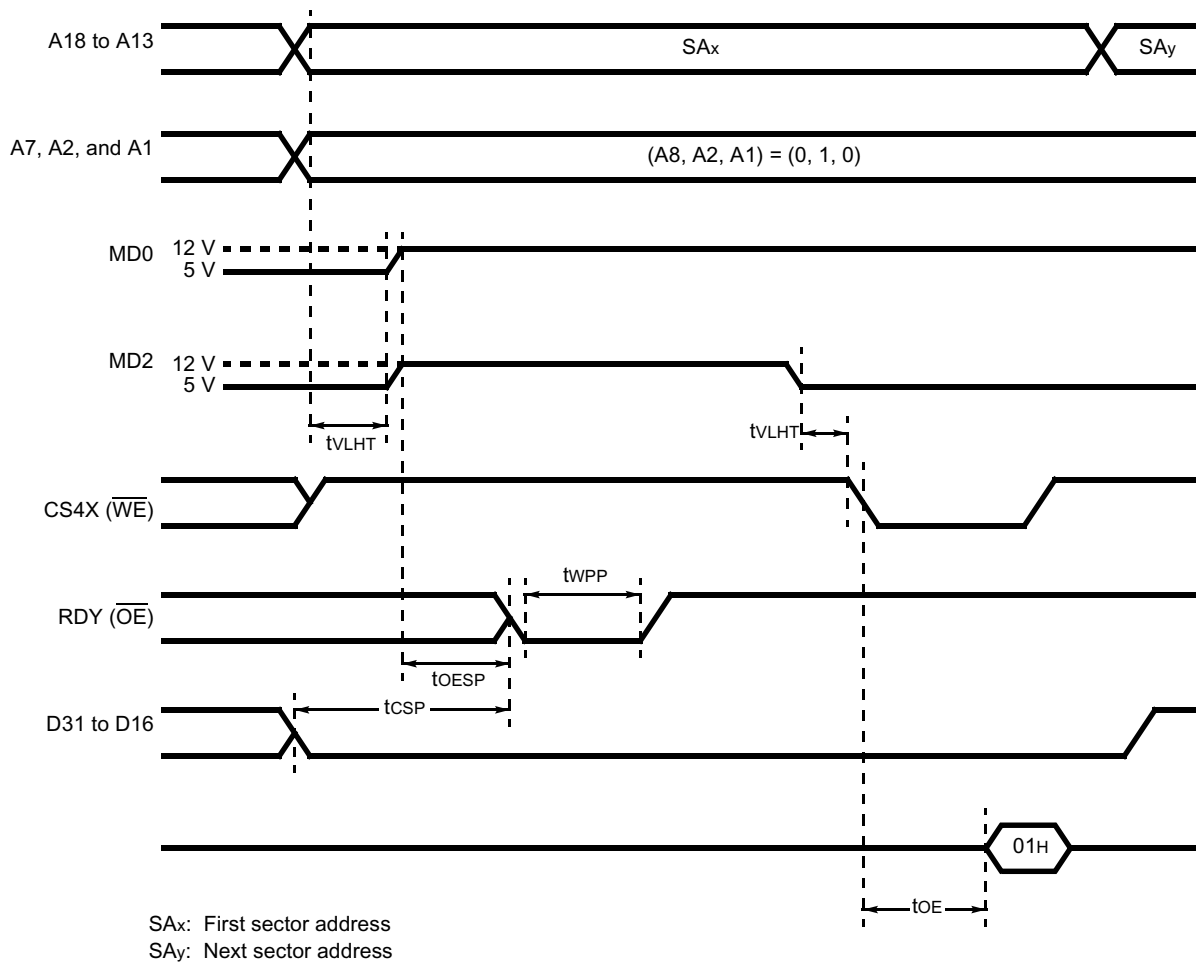 A18 to A13
SAx
SAy
A7, A2, and A1
(A8, A2, A1) = (0, 1, 0)
MD0
12 V
5 V
MD2
12 V
5 V
tVLHT
tVLHT
CS4X (WE)
tWPP
RDY (OE)
tOESP
tCSP
D31 to D16
01H
tOE
SAx: First sector address
SAy: Next sector address